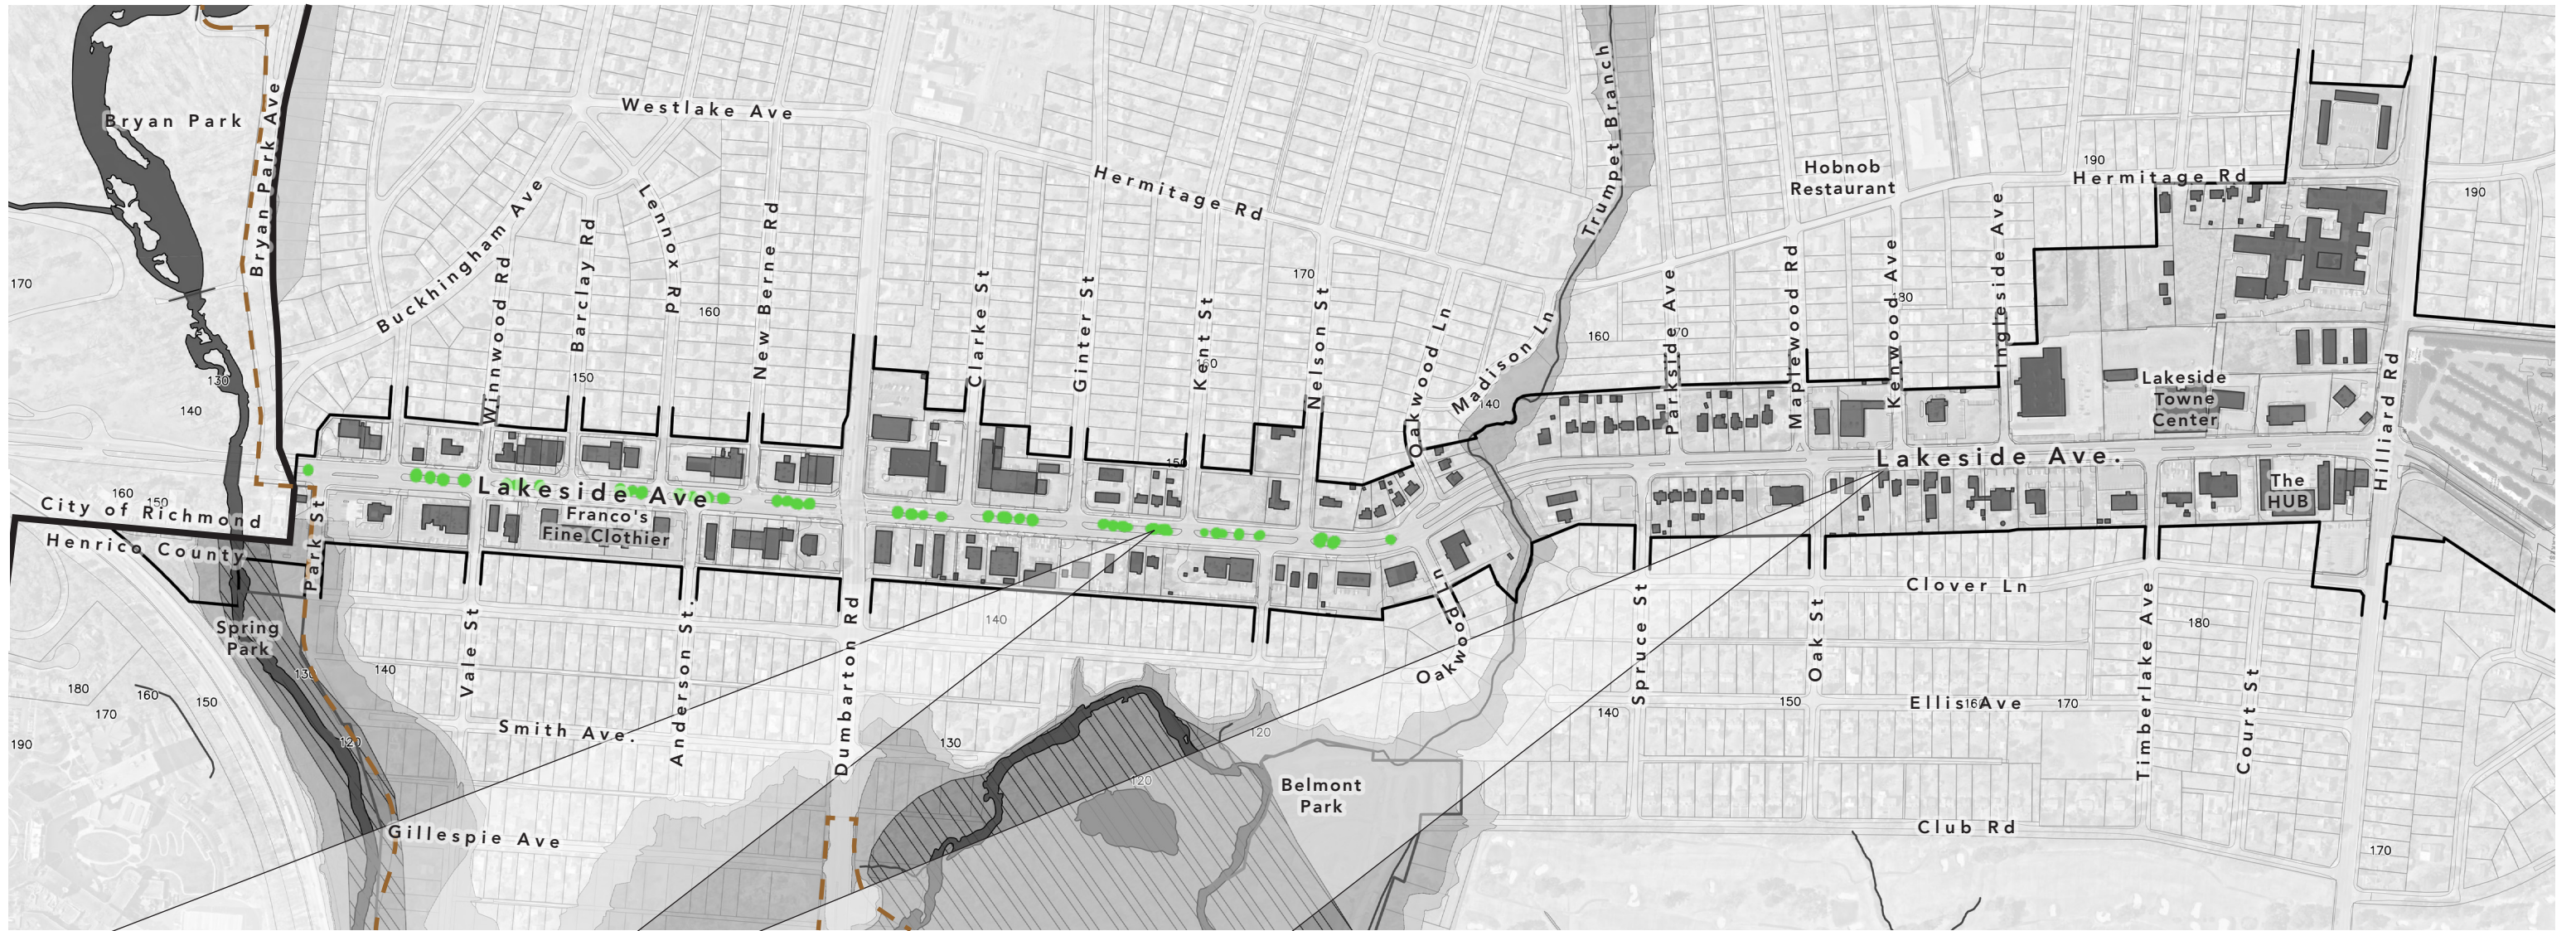 Bryan Park
Bryan Park Ave
Westlake Ave
Hermitage Rd
Trumpet Branch
Hobnob
Restaurant
190
Hermitage Rd
190
170
130
140
Buckhingham Ave
Winnwood Rd
Barclay Rd
150
Lennox Rd
160
New Berne Rd
Clarke St
Ginter St
Kent St
160
150
170
Nelson St
Oakwood Ln
Madison Ln
140
160
Parkside Ave
70
Maplewood Rd
Kenwood Ave
Ingleside Ave
Lakeside
Towne
Center
Hilliard Rd
160
150
City of Richmond
Henrico County
Park St
Lakeside Ave
Franco's
Fine Clothier
Lakeside Ave.
The
HUB
Spring
Park
130
140
180
160
150
170
190
120
Vale St
Smith Ave.
Anderson St.
Dumbarton Rd
140
130
120
120
Gillespie Ave
Belmont
Park
Oakwood Ln
Spruce St
140
Oak St
150
Clover Ln
Ellis Ave
170
Timberlake Ave
180
Court St
Club Rd
170